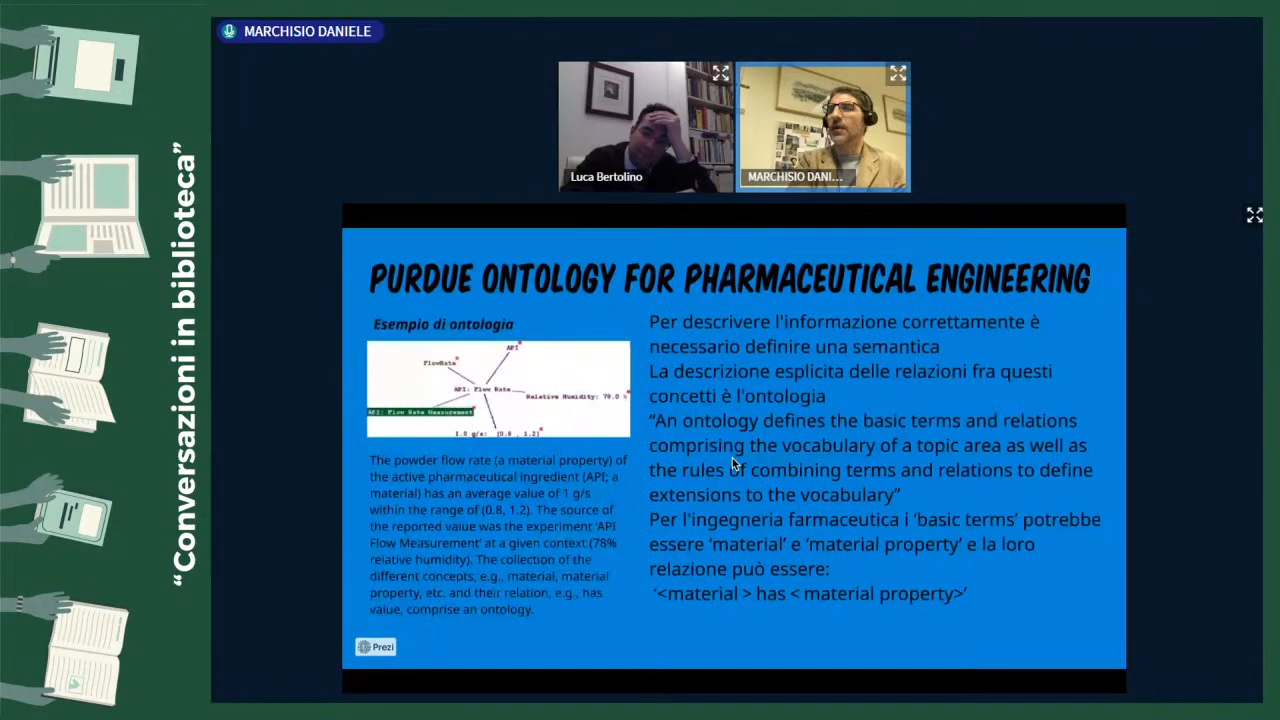 "Conversazioni in biblioteca"
MARCHISIO DANIELE
Luca Bertolino
MARCHISIO DANI...
PURDUE ONTOLOGY FOR PHARMACEUTICAL ENGINEERING
Esempio di ontologia
API
FlowRate
API: Flow Rate
Relative Humidity: 78.0 %
API: Flow Rate Measurement
1.0 g/s: (0.8 , 1.2)
The powder flow rate (a material property) of
the active pharmaceutical ingredient (API; a
material) has an average value of 1 g/s
within the range of (0.8, 1.2). The source of
the reported value was the experiment ‘API
Flow Measurement’ at a given context (78%
relative humidity). The collection of the
different concepts, e.g., material, material
property, etc. and their relation, e.g., has
value, comprise an ontology.
Prezi
Per descrivere l'informazione correttamente è
necessario definire una semantica
La descrizione esplicita delle relazioni fra questi
concetti è l'ontologia
“An ontology defines the basic terms and relations
comprising the vocabulary of a topic area as well as
the rules of combining terms and relations to define
extensions to the vocabulary”
Per l'ingegneria farmaceutica i ‘basic terms’ potrebbe
essere ‘material’ e ‘material property’ e la loro
relazione può essere:
‘<material > has < material property>’